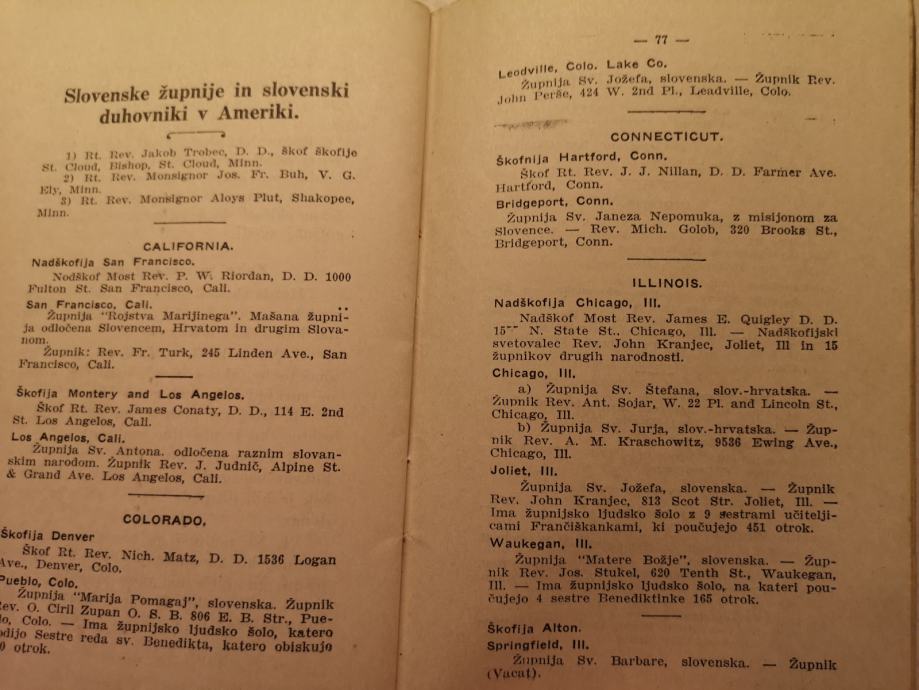 Slovenske župnije in slovenski
duhovniki v Ameriki.
1) Rt. Rev. Jakob Trobec, D. D., škof škofije
St. Cloud, Bishop, St. Cloud, Minn.
2) Rt. Rev. Monsignor Jos. Fr. Buh, V. G.
Ely, Minn.
3) Rt. Rev. Monsignor Aloys Plut, Shakopee,
Minn.
CALIFORNIA.
Nadškofija San Francisco.
Nodškof Most Rev. P. W. Riordan, D. D. 1000
Fulton St. San Francisco, Cali.
San Francisco, Cali.
Župnija "Rojstva Marijinega". Mašana župni-
ja odločena Slovencem, Hrvatom in drugim Slova-
nom.
Župnik: Rev. Fr. Turk, 245 Linden Ave., San
Francisco, Cal.
Škofija Montery and Los Angelos.
Škof Rt. Rev. James Conaty, D. D., 114 E. 2nd
St. Los Angelos, Cali.
Los Angelos, Cali.
Župnija Sv. Antona. odločena raznim slovan-
skim narodom. Župnik Rev. J. Judnič, Alpine St.
& Grand Ave. Los Angelos, Cali.
COLORADO,
Škofija Denver
Škof Rt. Rev. Nich. Matz, D. D. 1536 Logan
Ave., Denver, Colo.
Pueblo, Colo.
Župnija "Marija Pomagaj", slovenska. Župnik
ev. O. Ciril Zupan O. S. B. 806 E. B. Str., Pue-
lo, Colo. — Ima župnijsko ljudsko šolo, katero
odijo Sestre reda sv. Benedikta, katero obiskujo
0 otrok.
— 77 —
Leodville, Colo. Lake Co.
Župnija Sv. Jožefa, slovenska. — Župnik Rev.
John Perše, 424 W. 2nd Pl., Leadville, Colo.
CONNECTICUT.
Škofnija Hartford, Conn.
Škof Rt. Rev. J. J. Nillan, D. D. Farmer Ave.
Hartford, Conn.
Bridgeport, Conn.
Župnija Sv. Janeza Nepomuka, z misijonom za
Slovence. — Rev. Mich. Golob, 320 Brooks St.,
Bridgeport, Conn.
ILLINOIS.
Nadškofija Chicago, Ill.
Nadškof Most Rev. James E. Quigley D. D.
N. State St., Chicago, Ill. — Nadškofijski
svetovalec Rev. John Kranjec, Joliet, Ill in 15
župnikov drugih narodnosti.
Chicago, Ill.
a) Župnija Sv. Štefana, slov.-hrvatska. —
Župnik Rev. Ant. Sojar, W. 22 Pl. and Lincoln St.,
Chicago, Ill.
b) Župnija Sv. Jurja, slov.-hrvatska. — Žup-
nik Rev. A. M. Kraschowitz, 9536 Ewing Ave.,
Chicago, Ill.
Joliet, Ill.
Župnija Sv. Jožefa, slovenska. — Župnik
Rev. John Kranjec, 813 Scot Str. Joliet, Ill. —
Ima župnijsko ljudsko šolo z 9 sestrami učitelji-
cami Frančiškankami, ki poučujejo 451 otrok.
Waukegan, Ill.
Župnija "Matere Božje", slovenska. — Žup-
nik Rev. Jos. Stukel, 620 Tenth St., Waukegan,
Ill. — Ima župnijsko ljudsko šolo, na kateri pou-
čujejo 4 sestre Benediktinke 165 otrok.
Škofija Alton.
Springfield, Ill.
Župnija Sv. Barbare, slovenska. — Župnik
(Vacat).